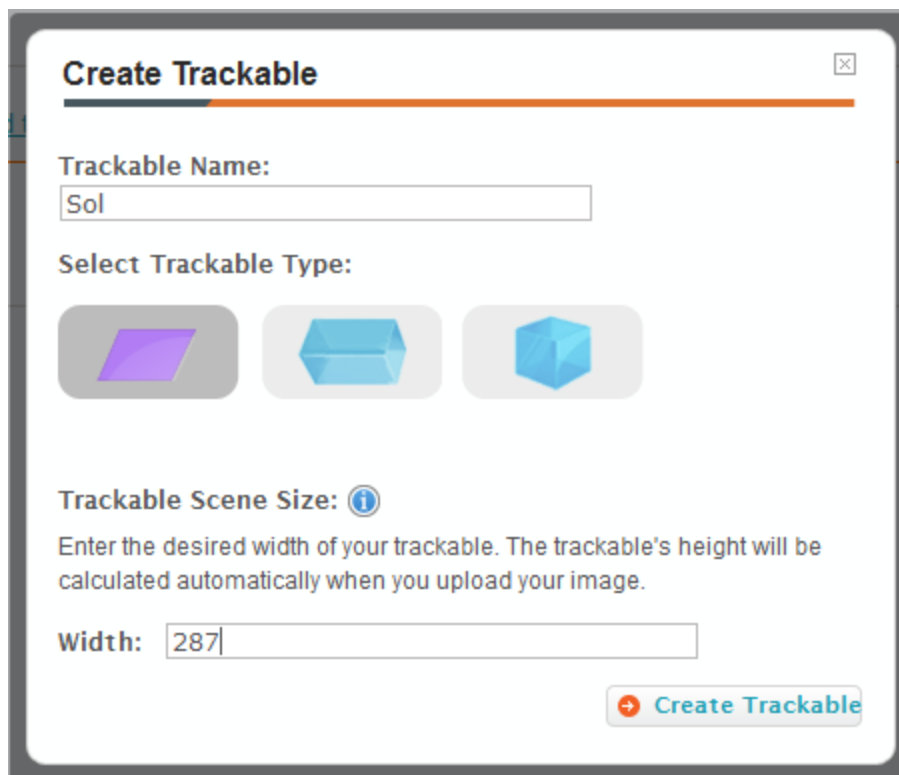 Create Trackable
Trackable Name:
Sol
Select Trackable Type:
Trackable Scene Size:
Enter the desired width of your trackable. The trackable's height will be
calculated automatically when you upload your image.
Width: 287
Create Trackable